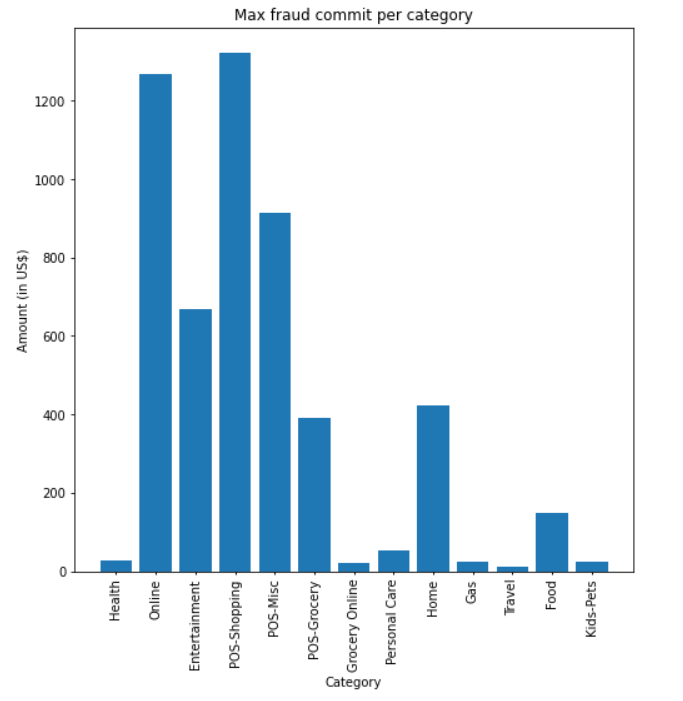 Max fraud commit per category
Amount (in US$)
1200
1000
800
600
400
200
0
Health
Online
Entertainment
POS-Shopping
POS-Misc
POS-Grocery
Grocery Online
Personal Care
Home
Gas
Travel
Food
Kids-Pets
Category